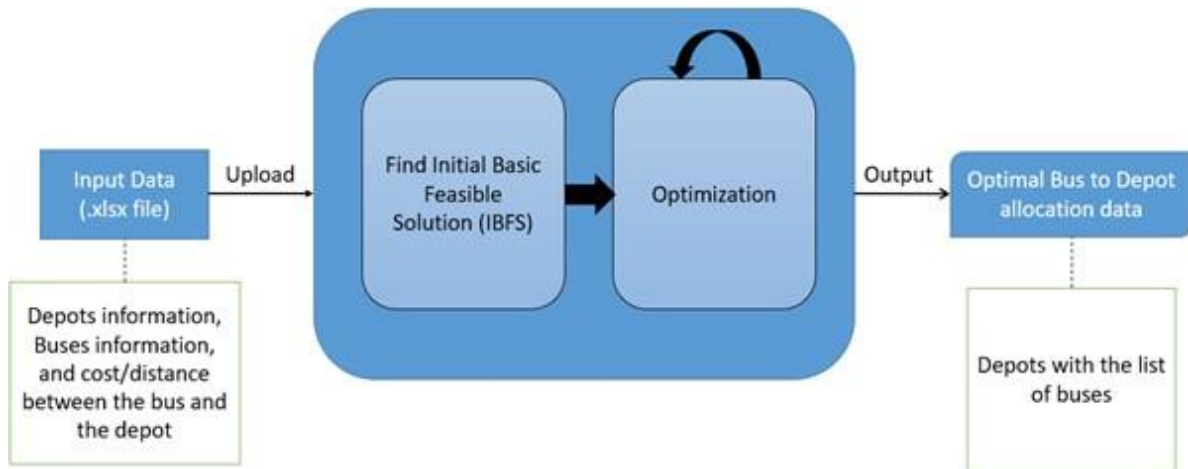 Input Data
(.xlsx file)
Upload
Depots information,
Buses information,
and cost/distance
between the bus and
the depot
Find Initial Basic
Feasible
Solution (IBFS)
Optimization
Output
Optimal Bus to Depot
allocation data
Depots with the list
of buses